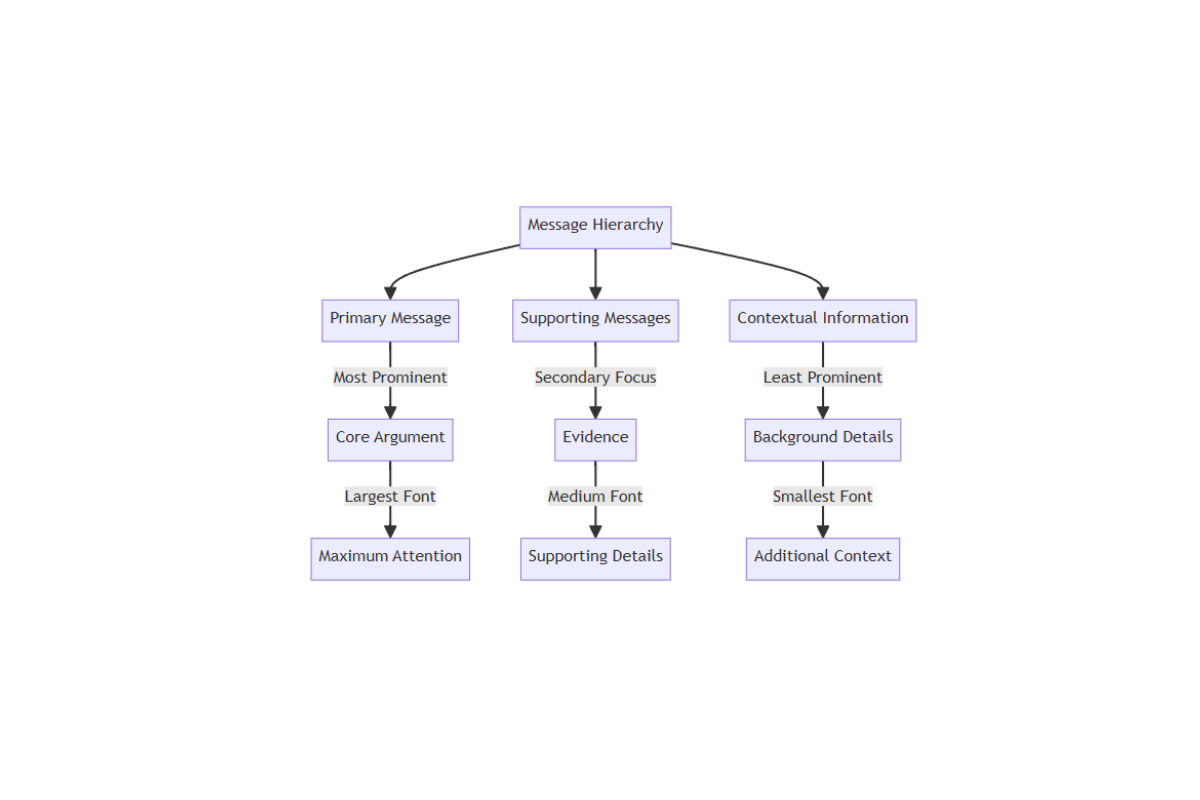 Message Hierarchy
Primary Message
Supporting Messages
Contextual Information
Most Prominent
Secondary Focus
Least Prominent
Core Argument
Evidence
Background Details
Largest Font
Medium Font
Smallest Font
Maximum Attention
Supporting Details
Additional Context